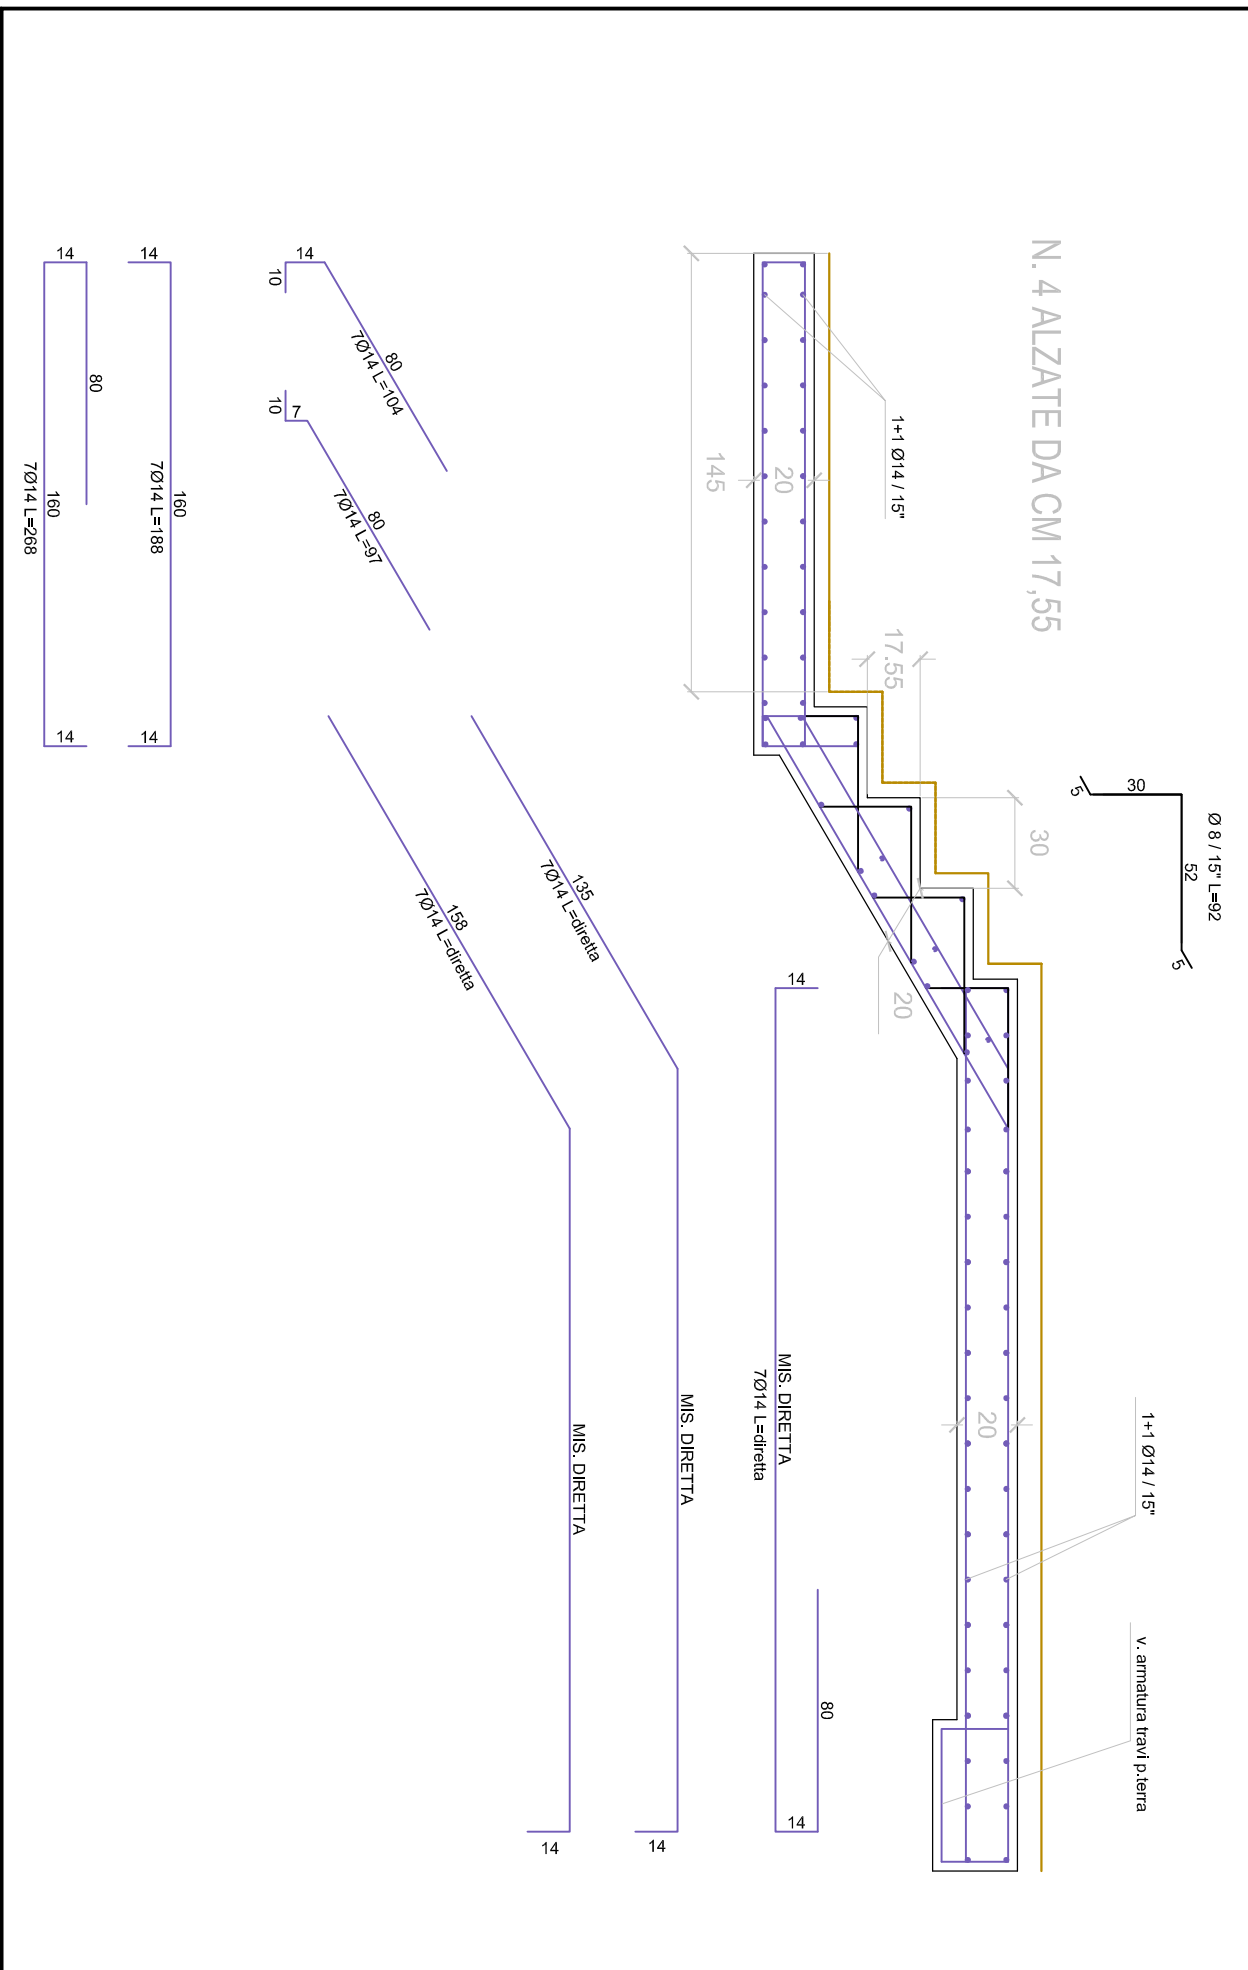 N. 4 ALZATE DA CM 17,55
Ø 8 / 15" L=92
30
52
5
5
1+1 Ø14 / 15"
1+1 Ø14 / 15"
v. armatura travi p.terra
145
20
17.55
30
20
20
14
MIS. DIRETTA
7Ø14 L=diretta
80
14
135
7Ø14 L=diretta
MIS. DIRETTA
14
158
7Ø14 L=diretta
MIS. DIRETTA
14
10
14
80
7Ø14 L=104
10
7
80
7Ø14 L=97
14
160
7Ø14 L=188
14
14
80
160
7Ø14 L=268
14